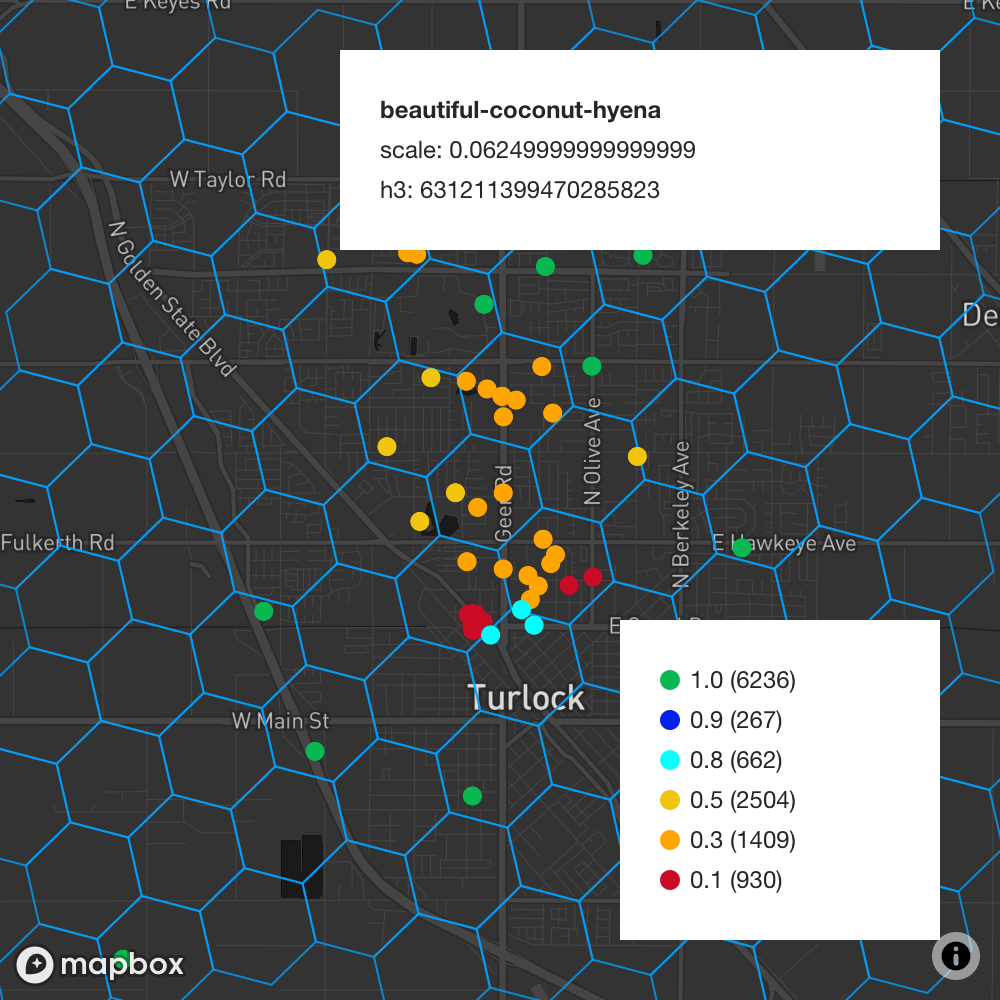 E Keyes Rd
W Taylor Rd
beautiful-coconut-hyena
scale: 0.06249999999999999
h3: 631211399470285823
N Golden State Blvd
De
N Olive Ave
Geer Rd
N Berkeley Ave
Fulkerth Rd
E Hawkeye Ave
Turlock
W Main St
1.0 (6236)
0.9 (267)
0.8 (662)
0.5 (2504)
0.3 (1409)
0.1 (930)
mapbox